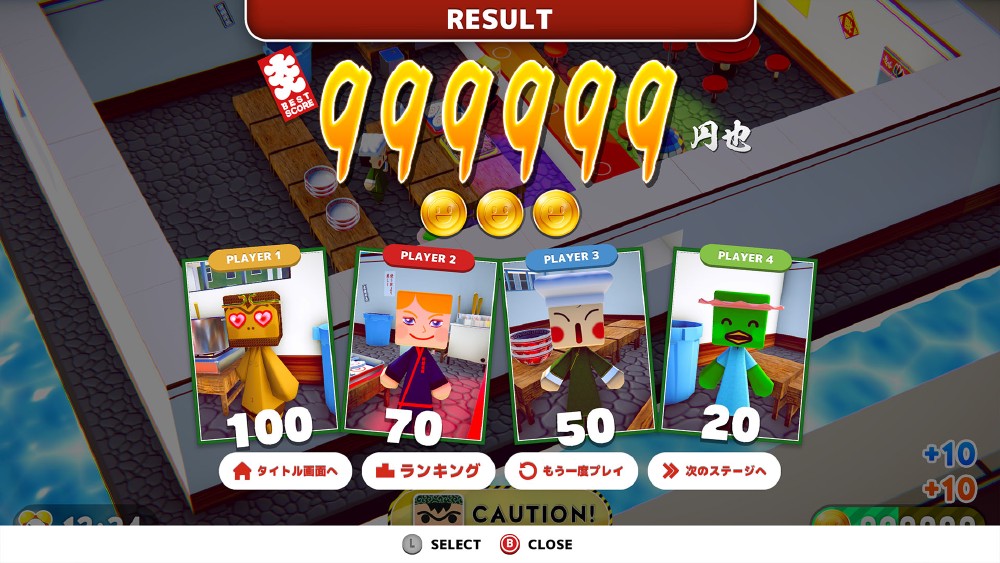 RESULT
BEST
SCORE
999999
円也
PLAYER 1
PLAYER 2
PLAYER 3
PLAYER 4
100
70
50
20
タイトル画面へ
ランキング
もう一度プレイ
次のステージへ
+10
+10
CAUTION!
L SELECT
B CLOSE